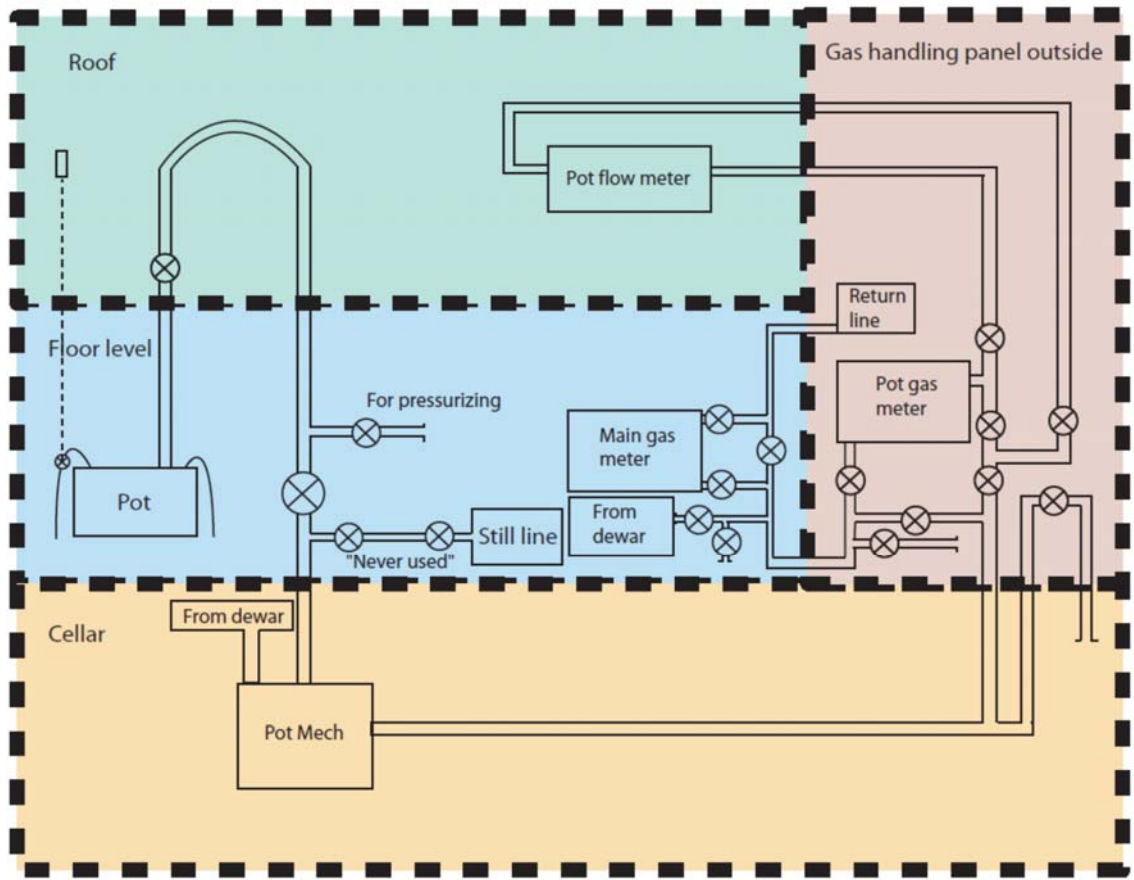 Roof
Gas handling panel outside
Pot flow meter
Return
line
Floor level
Pot gas
meter
For pressurizing
Main gas
meter
Pot
From
dewar
Still line
"Never used"
From dewar
Cellar
Pot Mech